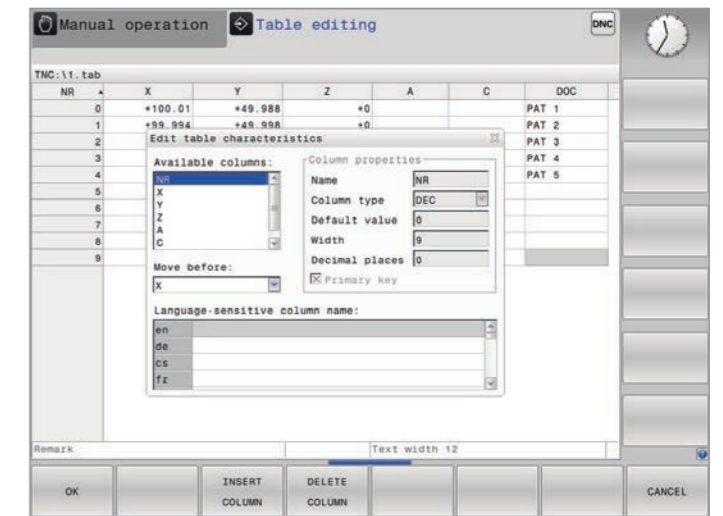 Manual operation Table editing DNC
TNC:\1.tab
NR X Y Z A C DOC
0 +100.01 +49.988 +0 PAT 1
1 +99.994 +49.998 +0 PAT 2
2 PAT 3
3 PAT 4
4 PAT 5
5
6
7
8
9
Edit table characteristics
Available columns:
NR
X
Y
Z
A
C
Move before:
X
Column properties
Name NR
Column type DEC
Default value 0
Width 9
Decimal places 0
Primary key
Language-sensitive column name:
en
de
cs
fr
Remark Text width 12
OK INSERT COLUMN DELETE COLUMN CANCEL